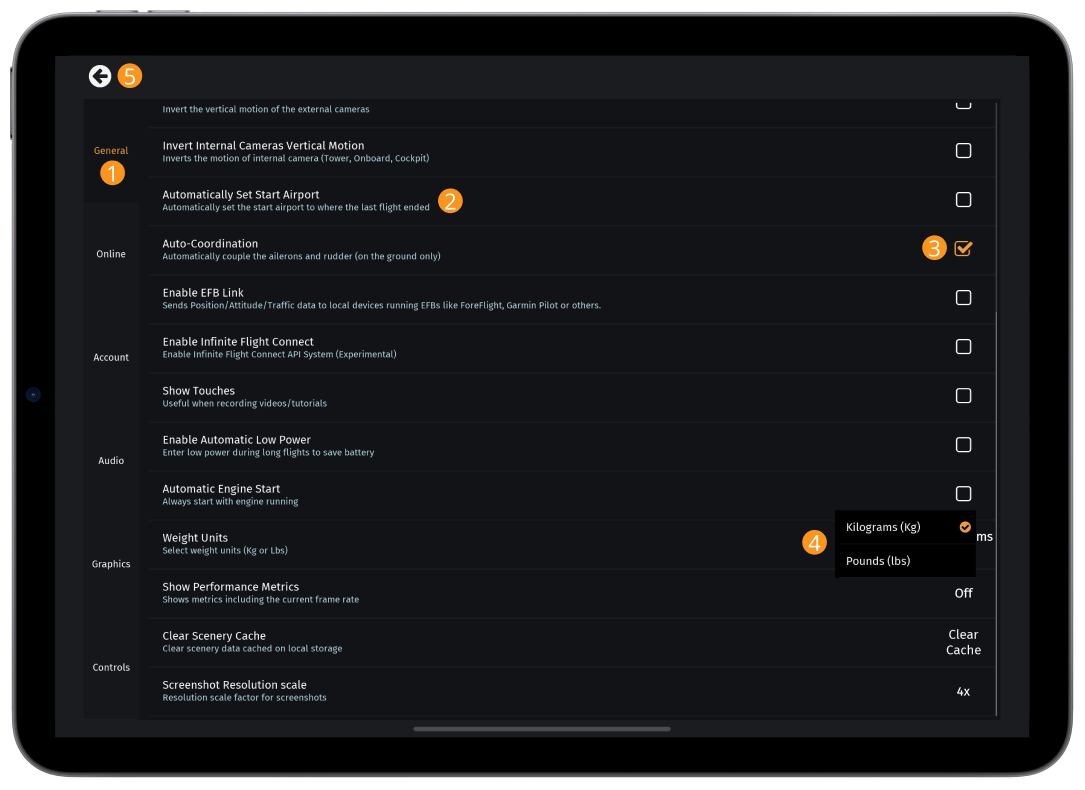 5
Invert the vertical motion of the external cameras
General
1
Invert Internal Cameras Vertical Motion
Inverts the motion of internal camera (Tower, Onboard, Cockpit)
Automatically Set Start Airport
Automatically set the start airport to where the last flight ended
2
Online
Auto-Coordination
Automatically couple the ailerons and rudder (on the ground only)
3
Enable EFB Link
Sends Position/Attitude/Traffic data to local devices running EFBs like ForeFlight, Garmin Pilot or others.
Account
Enable Infinite Flight Connect
Enable Infinite Flight Connect API System (Experimental)
Show Touches
Useful when recording videos/tutorials
Audio
Enable Automatic Low Power
Enter low power during long flights to save battery
Automatic Engine Start
Always start with engine running
Graphics
Weight Units
Select weight units (Kg or Lbs)
4
Kilograms (Kg)
ms
Pounds (lbs)
Show Performance Metrics
Shows metrics including the current frame rate
Off
Controls
Clear Scenery Cache
Clear scenery data cached on local storage
Clear
Cache
Screenshot Resolution scale
Resolution scale factor for screenshots
4x